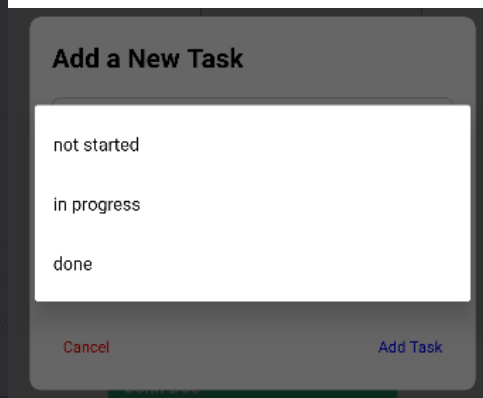 Add a New Task
not started
in progress
done
Cancel
Add Task